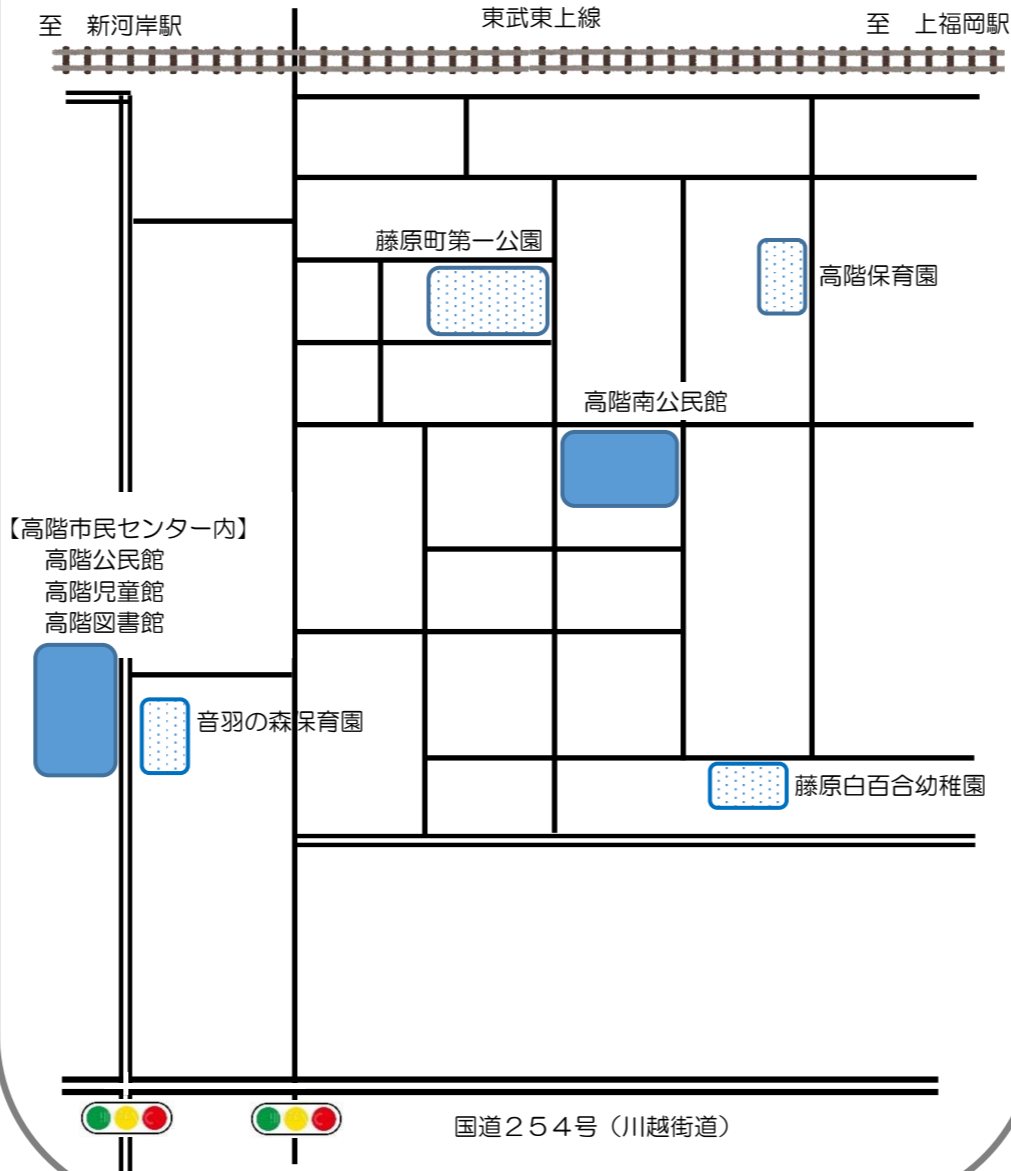 至　新河岸駅
東武東上線
至　上福岡駅
藤原町第一公園
高階保育園
高階南公民館
【高階市民センター内】
高階公民館
高階児童館
高階図書館
音羽の森保育園
藤原白百合幼稚園
国道２５４号（川越街道）